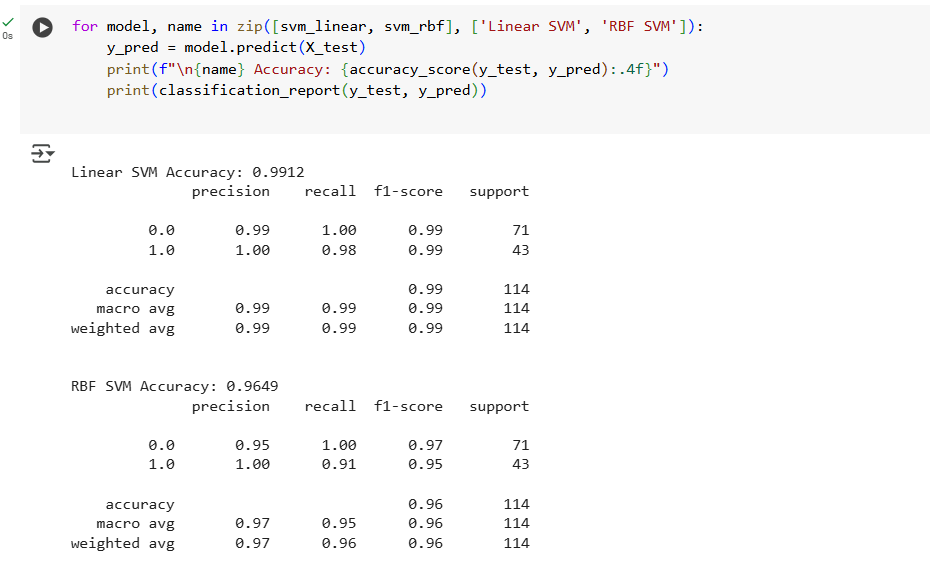 for model, name in zip([svm_linear, svm_rbf], ['Linear SVM', 'RBF SVM']):
    y_pred = model.predict(X_test)
    print(f"\n{name} Accuracy: {accuracy_score(y_test, y_pred):.4f}")
    print(classification_report(y_test, y_pred))
0s
Linear SVM Accuracy: 0.9912
              precision    recall  f1-score   support
         0.0       0.99      1.00      0.99        71
         1.0       1.00      0.98      0.99        43
    accuracy                           0.99       114
   macro avg       0.99      0.99      0.99       114
weighted avg       0.99      0.99      0.99       114
RBF SVM Accuracy: 0.9649
              precision    recall  f1-score   support
         0.0       0.95      1.00      0.97        71
         1.0       1.00      0.91      0.95        43
    accuracy                           0.96       114
   macro avg       0.97      0.95      0.96       114
weighted avg       0.97      0.96      0.96       114